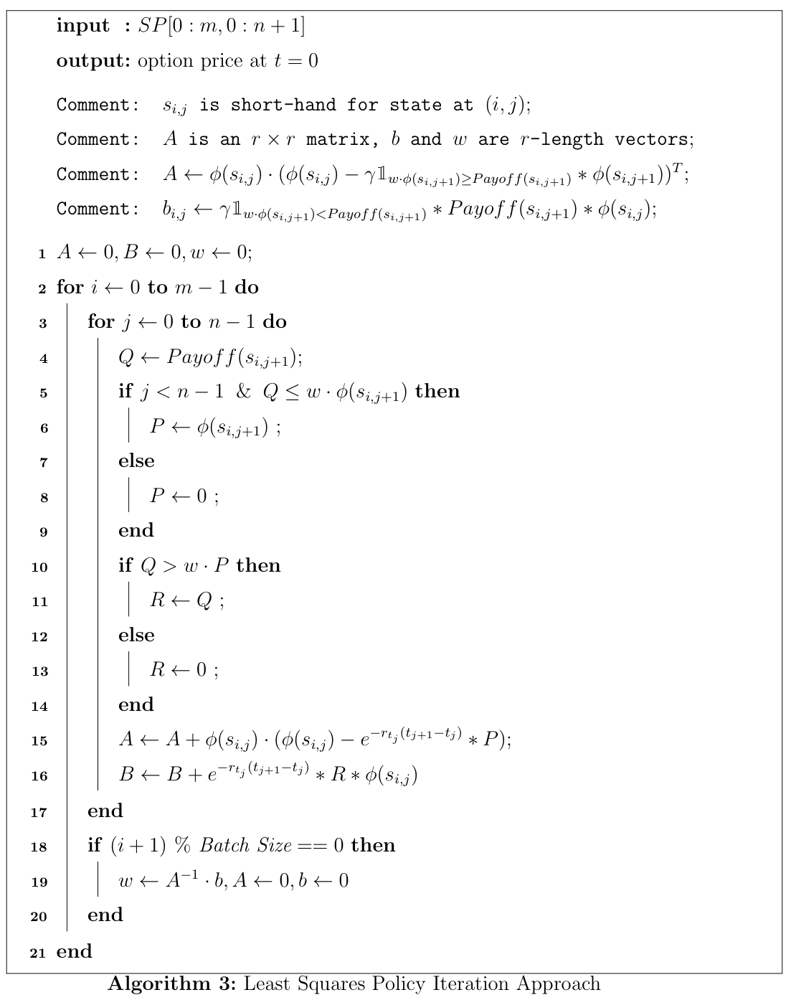 input : SP[0 : m, 0 : n + 1]
output: option price at t = 0
Comment: s_{i,j} is short-hand for state at (i, j);
Comment: A is an r × r matrix, b and w are r-length vectors;
Comment: A ← ϕ(s_{i,j}) · (ϕ(s_{i,j}) − γ𝟙_{w·ϕ(s_{i,j+1})≥Payoff(s_{i,j+1})} * ϕ(s_{i,j+1}))^T;
Comment: b_{i,j} ← γ𝟙_{w·ϕ(s_{i,j+1})<Payoff(s_{i,j+1})} * Payoff(s_{i,j+1}) * ϕ(s_{i,j});
1 A ← 0, B ← 0, w ← 0;
2 for i ← 0 to m − 1 do
3 for j ← 0 to n − 1 do
4 Q ← Payoff(s_{i,j+1});
5 if j < n − 1 & Q ≤ w · ϕ(s_{i,j+1}) then
6 P ← ϕ(s_{i,j+1}) ;
7 else
8 P ← 0 ;
9 end
10 if Q > w · P then
11 R ← Q ;
12 else
13 R ← 0 ;
14 end
15 A ← A + ϕ(s_{i,j}) · (ϕ(s_{i,j}) − e^{−r_{t_j}(t_{j+1}−t_j)} * P);
16 B ← B + e^{−r_{t_j}(t_{j+1}−t_j)} * R * ϕ(s_{i,j})
17 end
18 if (i + 1) % Batch Size == 0 then
19 w ← A^{−1} · b, A ← 0, b ← 0
20 end
21 end
Algorithm 3: Least Squares Policy Iteration Approach